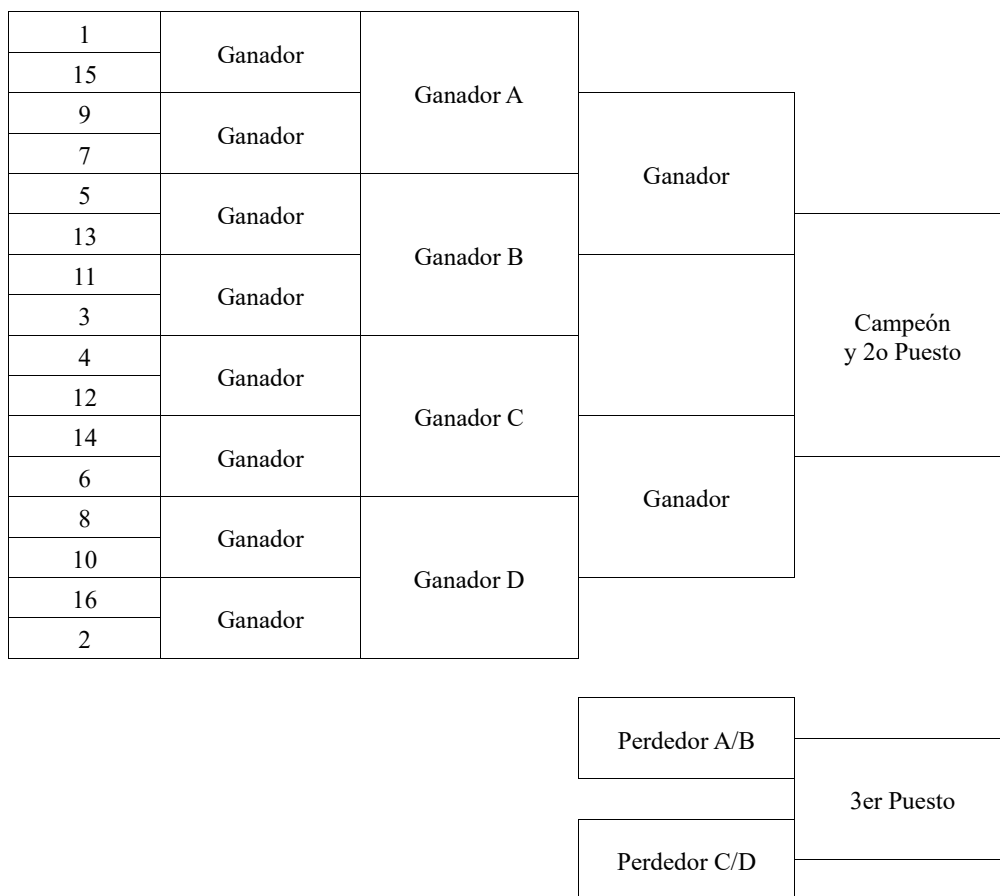 1
15
9
7
5
13
11
3
4
12
14
6
8
10
16
2
Ganador
Ganador
Ganador
Ganador
Ganador
Ganador
Ganador
Ganador
Ganador A
Ganador B
Ganador C
Ganador D
Ganador
Ganador
Campeón
y 2o Puesto
Perdedor A/B
Perdedor C/D
3er Puesto